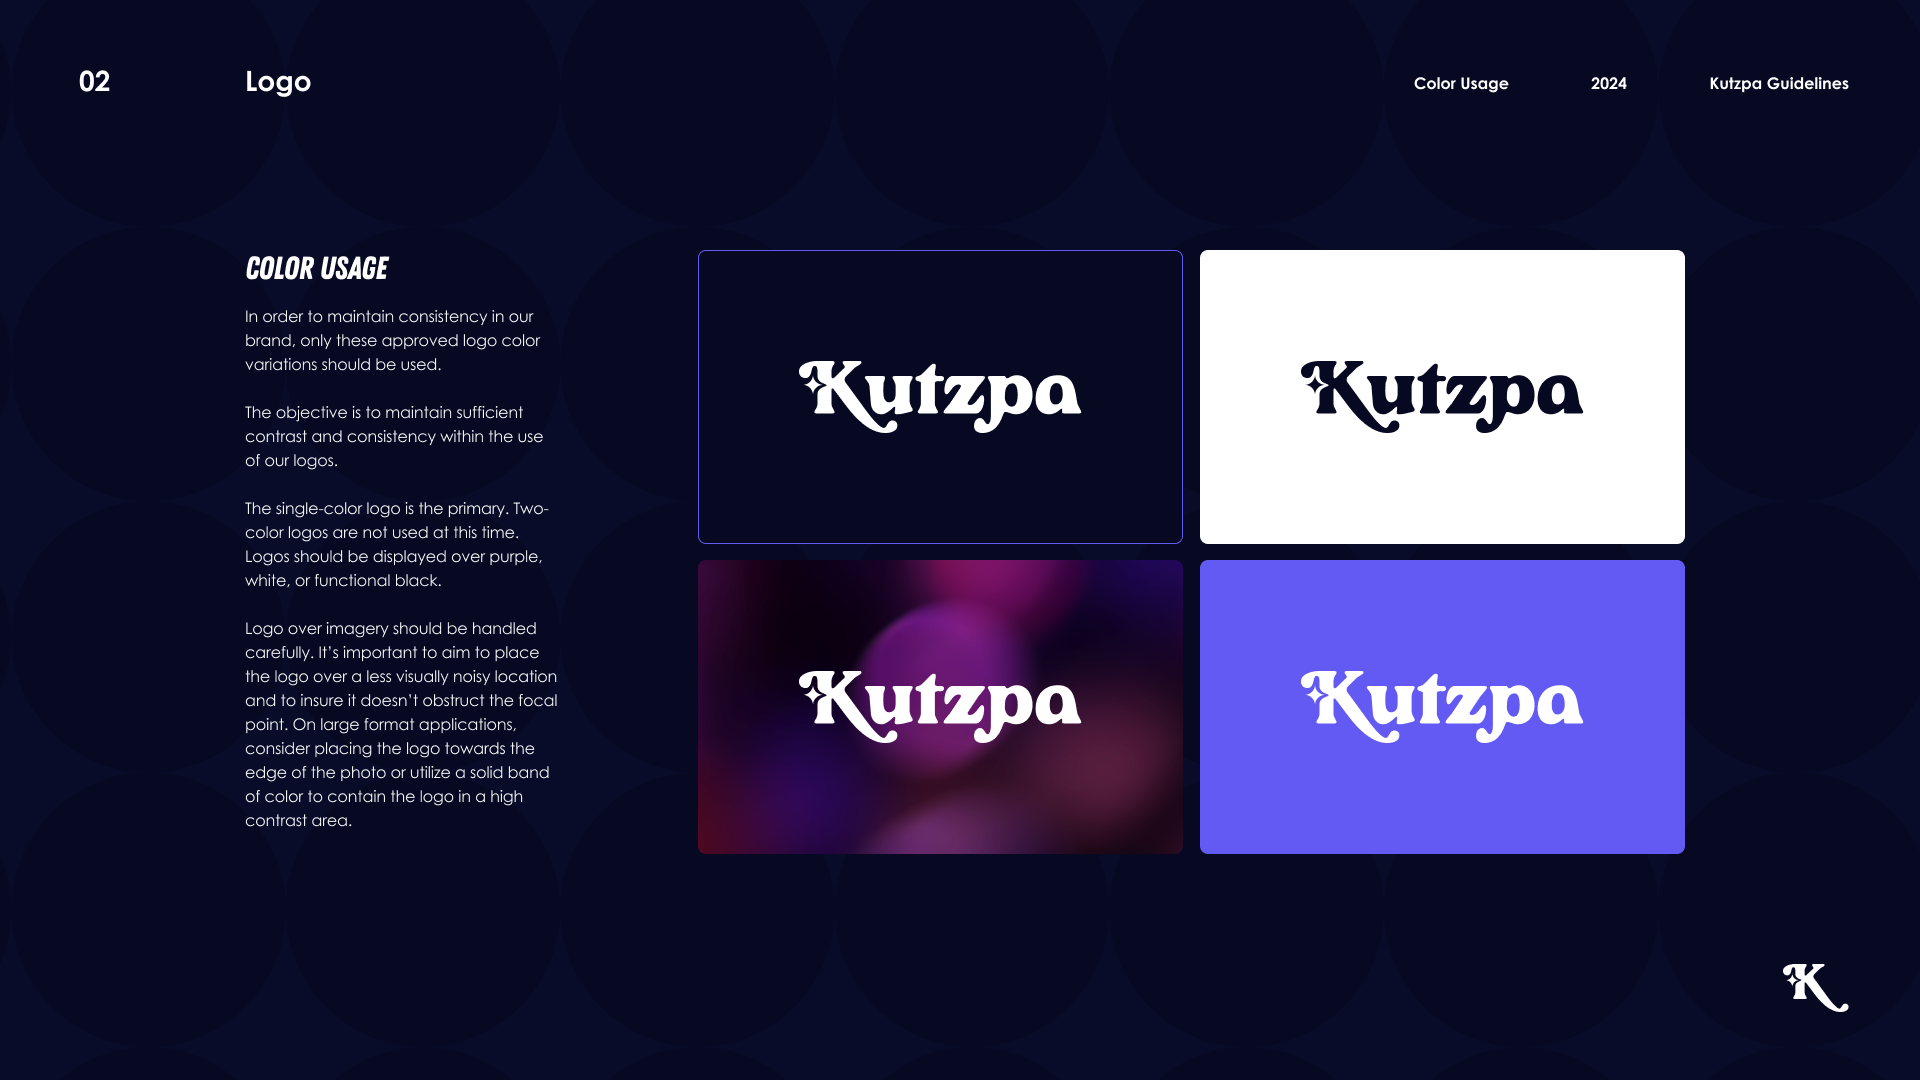 02
Logo
Color Usage
2024
Kutzpa Guidelines
COLOR USAGE
In order to maintain consistency in our
brand, only these approved logo color
variations should be used.
The objective is to maintain sufficient
contrast and consistency within the use
of our logos.
The single-color logo is the primary. Two-
color logos are not used at this time.
Logos should be displayed over purple,
white, or functional black.
Logo over imagery should be handled
carefully. It’s important to aim to place
the logo over a less visually noisy location
and to insure it doesn’t obstruct the focal
point. On large format applications,
consider placing the logo towards the
edge of the photo or utilize a solid band
of color to contain the logo in a high
contrast area.
Kutzpa
Kutzpa
Kutzpa
Kutzpa
K